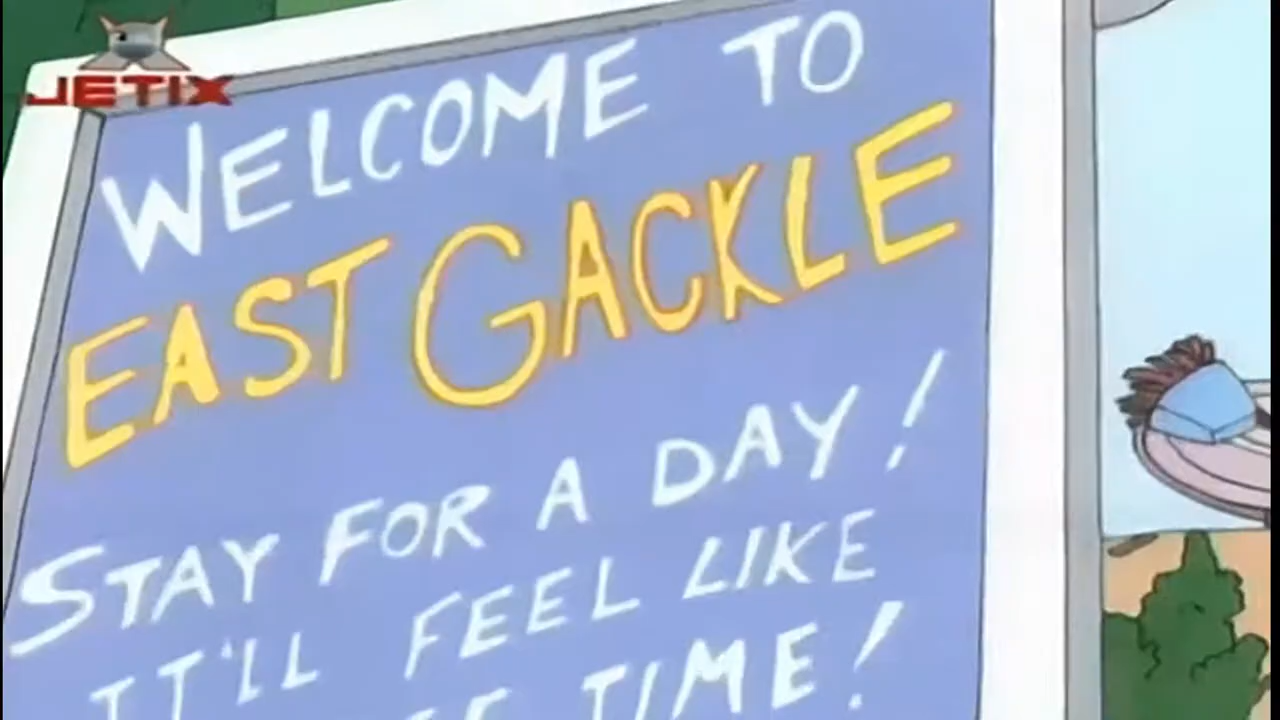 JETIX
WELCOME TO
EAST GACKLE
STAY FOR A DAY!
IT'LL FEEL LIKE
TIME!